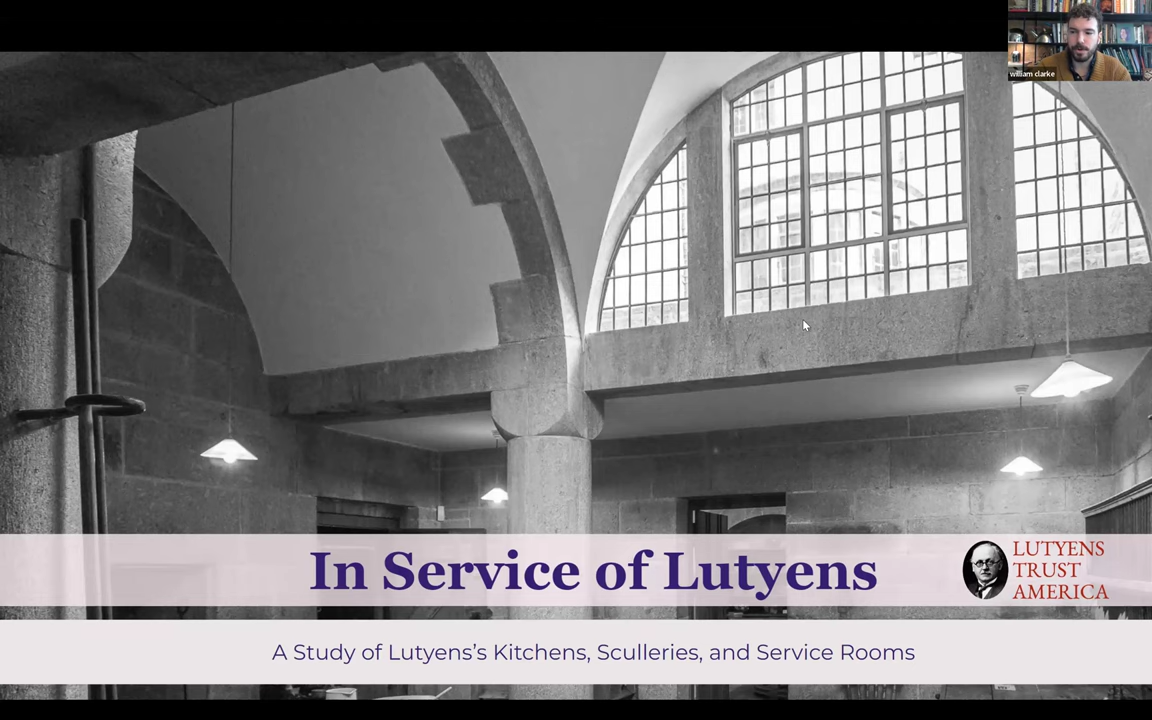 william clarke
In Service of Lutyens
LUTYENS
TRUST
AMERICA
A Study of Lutyens's Kitchens, Sculleries, and Service Rooms